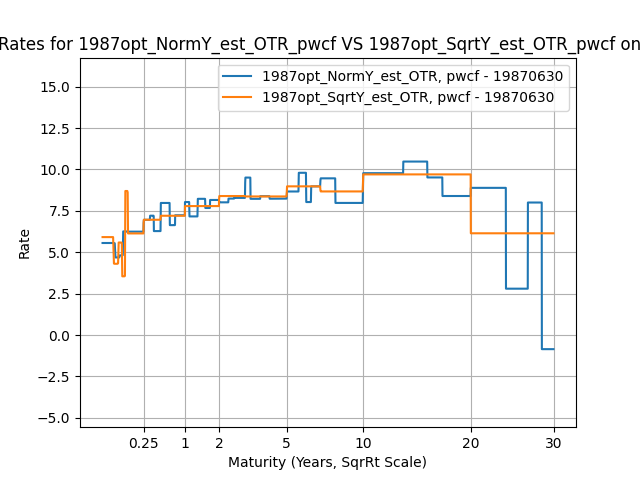 Rates for 1987opt_NormY_est_OTR_pwcf VS 1987opt_SqrtY_est_OTR_pwcf on
1987opt_NormY_est_OTR, pwcf - 19870630
1987opt_SqrtY_est_OTR, pwcf - 19870630
15.0
12.5
10.0
7.5
5.0
2.5
0.0
−2.5
−5.0
Rate
0.25 1 2 5 10 20 30
Maturity (Years, SqrRt Scale)